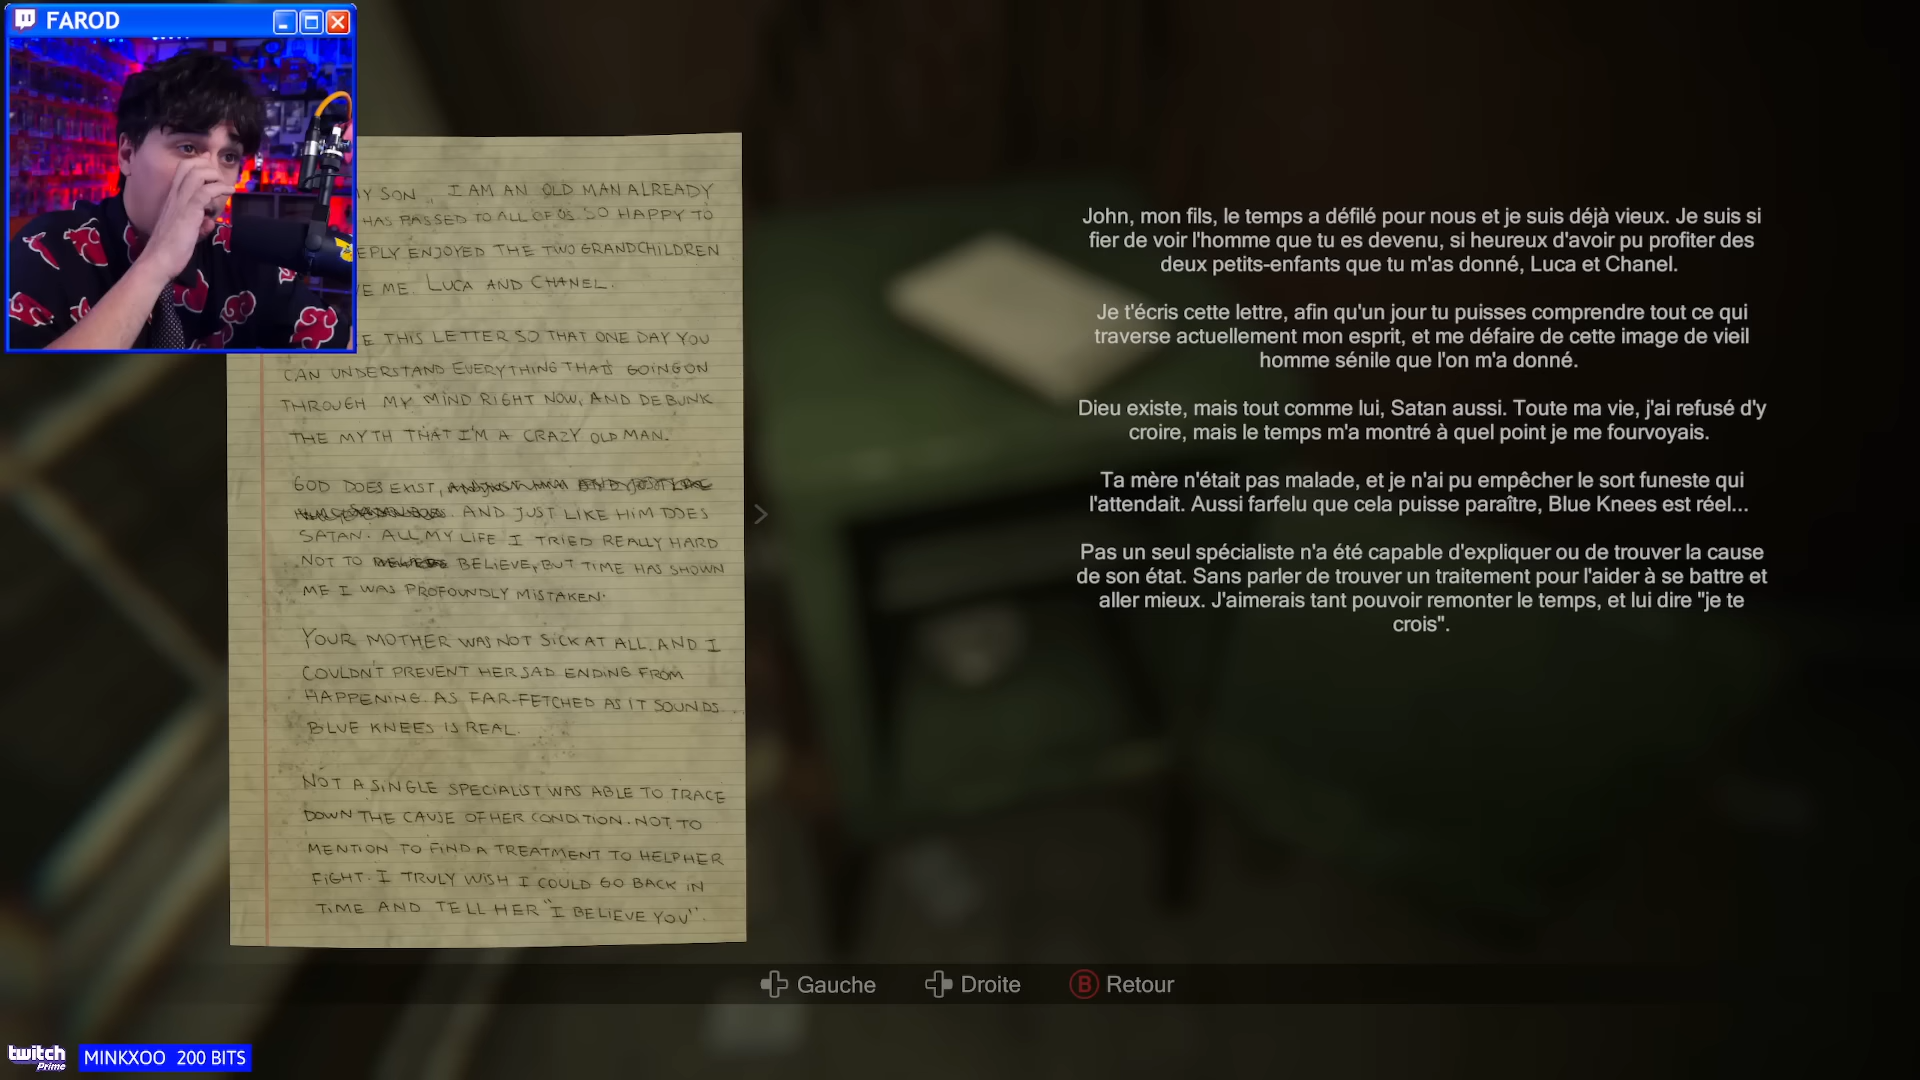 FAROD
Y SON,, I AM AN OLD MAN ALREADY
HAS PASSED TO ALL OF US. SO HAPPY TO
EPLY ENJOYED THE TWO GRANDCHILDREN
VE ME. LUCA AND CHANEL.
E THIS LETTER SO THAT ONE DAY YOU
CAN UNDERSTAND EVERYTHING THAT'S GOING ON
THROUGH MY MIND RIGHT NOW, AND DEBUNK
THE MYTH THAT I'M A CRAZY OLD MAN.
GOD DOES EXIST,
. AND JUST LIKE HIM DOES
SATAN. ALL MY LIFE I TRIED REALLY HARD
NOT TO BELIEVE, BUT TIME HAS SHOWN
ME I WAS PROFOUNDLY MISTAKEN.
YOUR MOTHER WAS NOT SICK AT ALL. AND I
COULDN'T PREVENT HER SAD ENDING FROM
HAPPENING. AS FAR-FETCHED AS IT SOUNDS...
BLUE KNEES IS REAL.
NOT A SINGLE SPECIALIST WAS ABLE TO TRACE
DOWN THE CAUSE OF HER CONDITION. NOT TO
MENTION TO FIND A TREATMENT TO HELP HER
FIGHT. I TRULY WISH I COULD GO BACK IN
TIME AND TELL HER "I BELIEVE YOU".
John, mon fils, le temps a défilé pour nous et je suis déjà vieux. Je suis si
fier de voir l'homme que tu es devenu, si heureux d'avoir pu profiter des
deux petits-enfants que tu m'as donné, Luca et Chanel.
Je t'écris cette lettre, afin qu'un jour tu puisses comprendre tout ce qui
traverse actuellement mon esprit, et me défaire de cette image de vieil
homme sénile que l'on m'a donné.
Dieu existe, mais tout comme lui, Satan aussi. Toute ma vie, j'ai refusé d'y
croire, mais le temps m'a montré à quel point je me fourvoyais.
Ta mère n'était pas malade, et je n'ai pu empêcher le sort funeste qui
l'attendait. Aussi farfelu que cela puisse paraître, Blue Knees est réel...
Pas un seul spécialiste n'a été capable d'expliquer ou de trouver la cause
de son état. Sans parler de trouver un traitement pour l'aider à se battre et
aller mieux. J'aimerais tant pouvoir remonter le temps, et lui dire "je te
crois".
Gauche Droite B Retour
twitch
Prime
MINKXOO 200 BITS